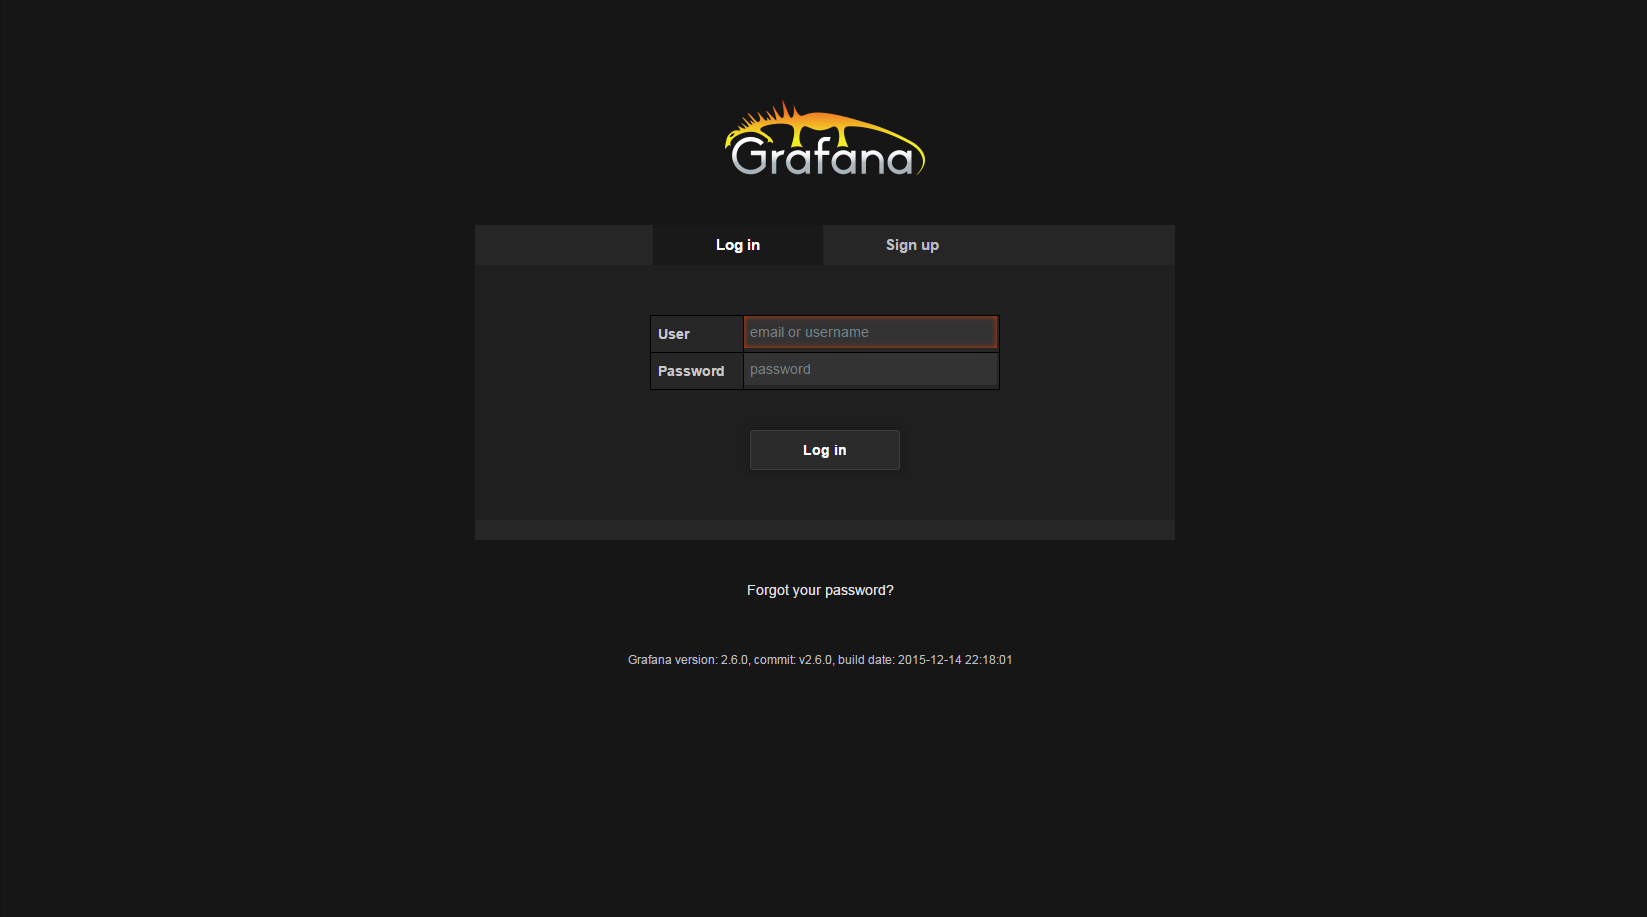 Grafana
Log in Sign up
User email or username
Password password
Log in
Forgot your password?
Grafana version: 2.6.0, commit: v2.6.0, build date: 2015-12-14 22:18:01